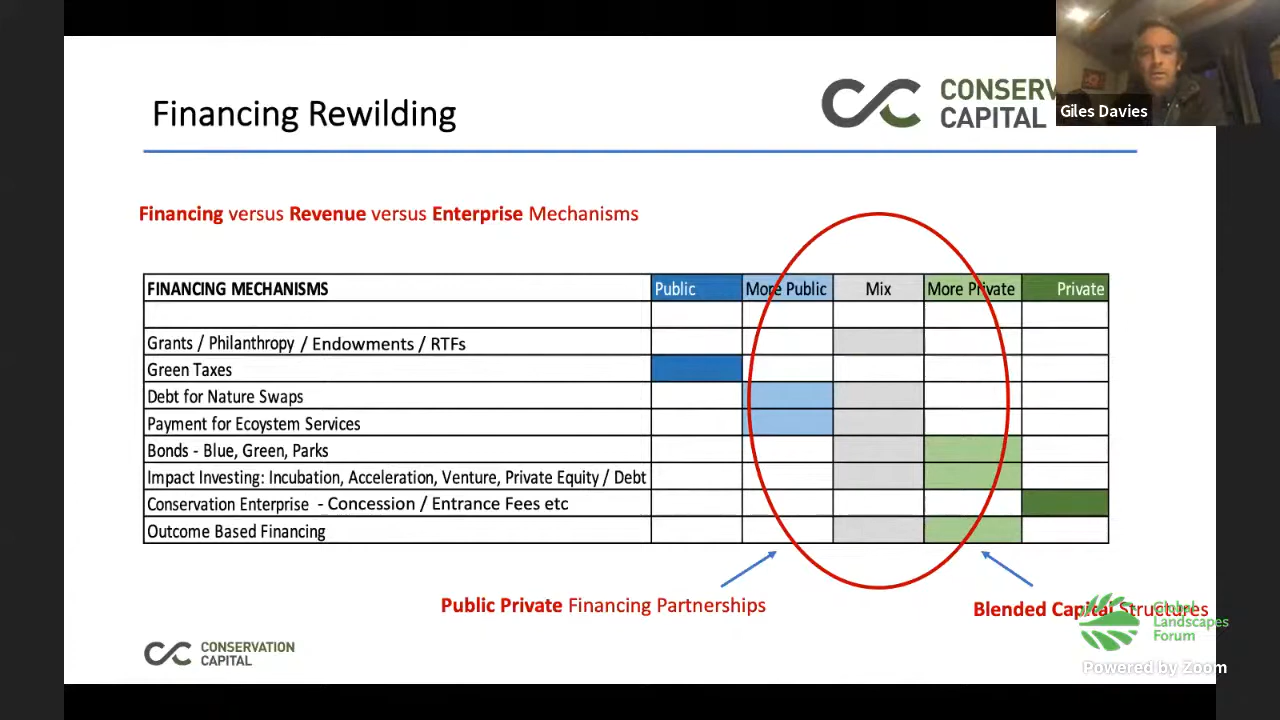 Financing Rewilding
CONSERV
CAPITAL
Giles Davies
Financing versus Revenue versus Enterprise Mechanisms
FINANCING MECHANISMS Public More Public Mix More Private Private
Grants / Philanthropy / Endowments / RTFs
Green Taxes
Debt for Nature Swaps
Payment for Ecoystem Services
Bonds - Blue, Green, Parks
Impact Investing: Incubation, Acceleration, Venture, Private Equity / Debt
Conservation Enterprise - Concession / Entrance Fees etc
Outcome Based Financing
Public Private Financing Partnerships
Blended Capital Structures
Global
Landscapes
Forum
CONSERVATION
CAPITAL
Powered by Zoom